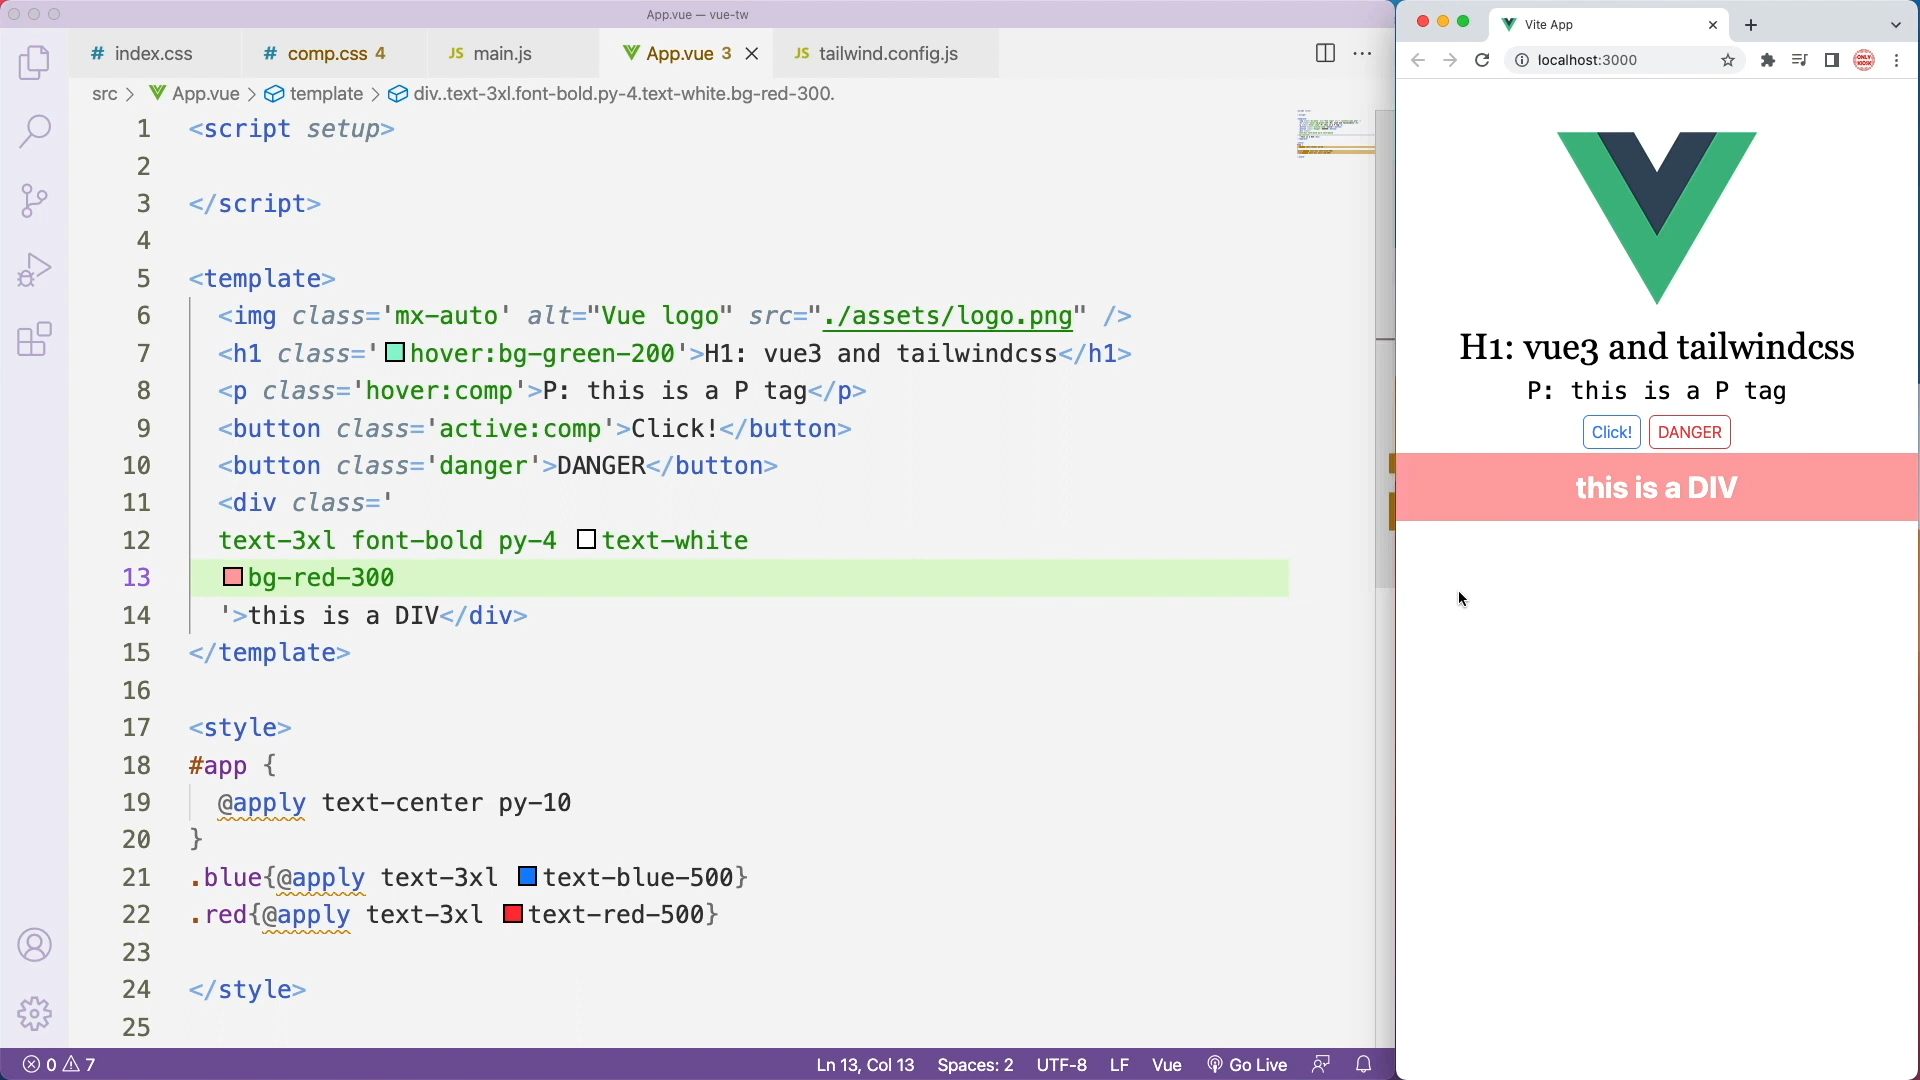 App.vue — vue-tw
# index.css
# comp.css 4
JS main.js
App.vue 3
JS tailwind.config.js
src > App.vue > template > div..text-3xl.font-bold.py-4.text-white.bg-red-300.
1 <script setup>
2
3 </script>
4
5 <template>
6 <img class='mx-auto' alt="Vue logo" src="./assets/logo.png" />
7 <h1 class='hover:bg-green-200'>H1: vue3 and tailwindcss</h1>
8 <p class='hover:comp'>P: this is a P tag</p>
9 <button class='active:comp'>Click!</button>
10 <button class='danger'>DANGER</button>
11 <div class='
12 text-3xl font-bold py-4 text-white
13 bg-red-300
14 '>this is a DIV</div>
15 </template>
16
17 <style>
18 #app {
19 @apply text-center py-10
20 }
21 .blue{@apply text-3xl text-blue-500}
22 .red{@apply text-3xl text-red-500}
23
24 </style>
25
0 7
Ln 13, Col 13
Spaces: 2
UTF-8
LF
Vue
Go Live
Vite App
localhost:3000
ONLY
H1: vue3 and tailwindcss
P: this is a P tag
Click!
DANGER
this is a DIV